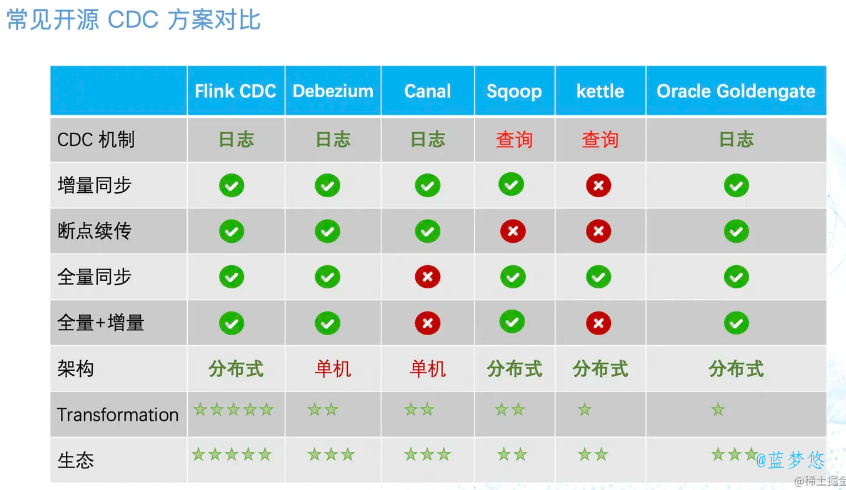 常见开源 CDC 方案对比
Flink CDC Debezium Canal Sqoop kettle Oracle Goldengate
CDC 机制 日志 日志 日志 查询 查询 日志
增量同步
断点续传
全量同步
全量+增量
架构 分布式 单机 单机 分布式 分布式 分布式
Transformation
生态
@蓝梦悠
@稀土掘金